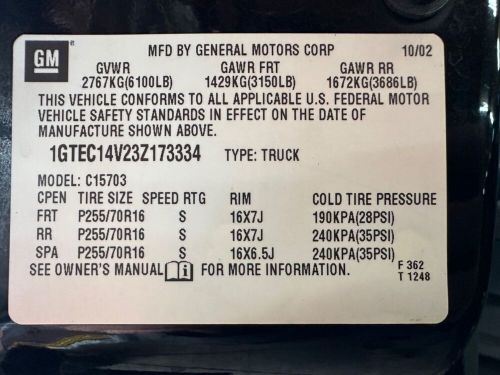 GM
MFD BY GENERAL MOTORS CORP 10/02
GVWR GAWR FRT GAWR RR
2767KG(6100LB) 1429KG(3150LB) 1672KG(3686LB)
THIS VEHICLE CONFORMS TO ALL APPLICABLE U.S. FEDERAL MOTOR
VEHICLE SAFETY STANDARDS IN EFFECT ON THE DATE OF
MANUFACTURE SHOWN ABOVE.
1GTEC14V23Z173334 TYPE: TRUCK
MODEL: C15703
CPEN TIRE SIZE SPEED RTG RIM COLD TIRE PRESSURE
FRT P255/70R16 S 16X7J 190KPA(28PSI)
RR P255/70R16 S 16X7J 240KPA(35PSI)
SPA P255/70R16 S 16X6.5J 240KPA(35PSI)
SEE OWNER'S MANUAL i FOR MORE INFORMATION. F 362
T 1248